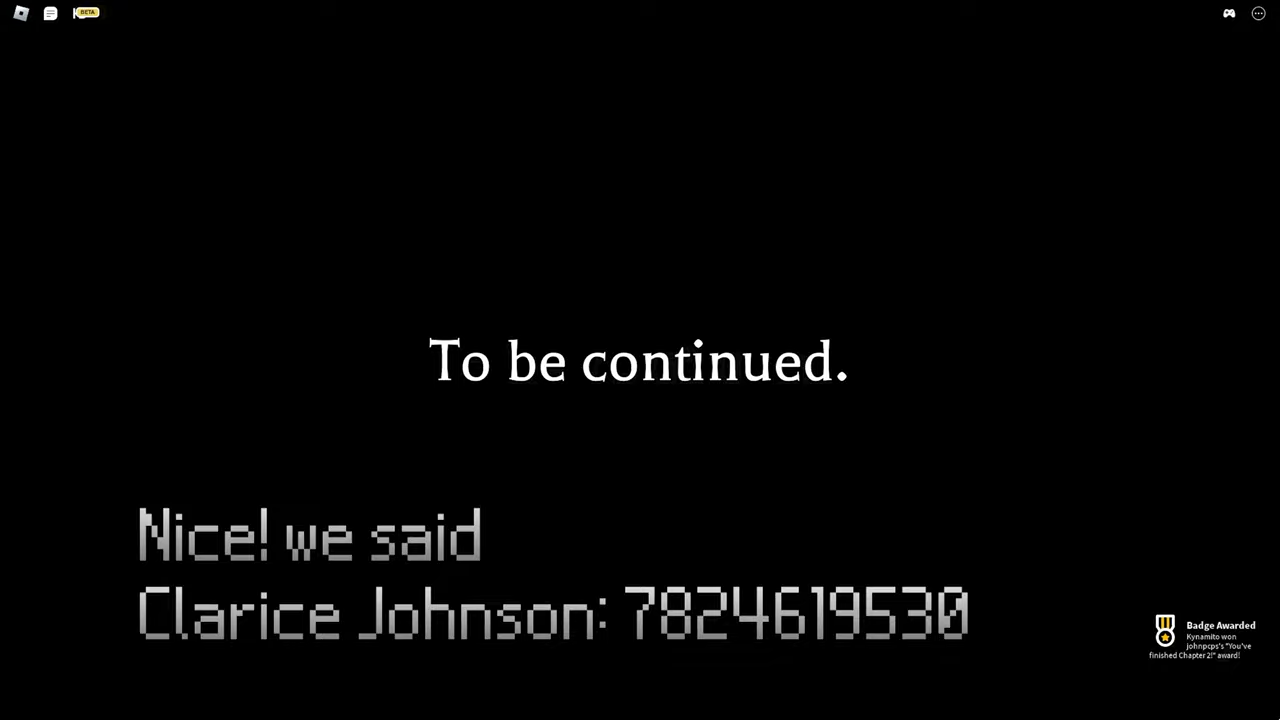 BETA
To be continued.
Nice! we said
Clarice Johnson: 7824619530
Badge Awarded
Kynamito won
johnpcps's "You've
finished Chapter 2!" award!